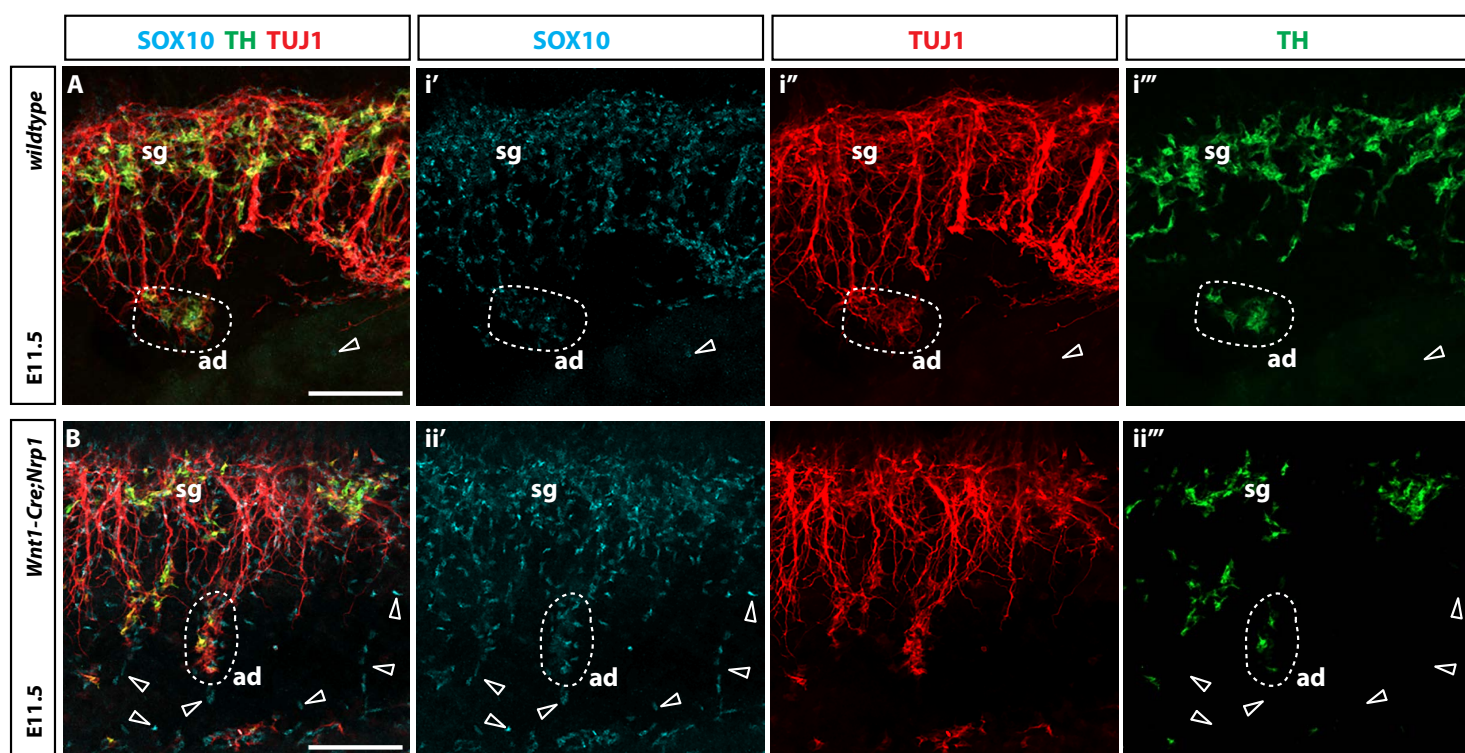 SOX10 TH TUJ1
SOX10
TUJ1
TH
wildtype
E11.5
A
sg
ad
i'
sg
ad
i''
sg
ad
i'''
sg
ad
Wnt1-Cre;Nrp1
E11.5
B
sg
ad
ii'
sg
ad
ii'''
sg
ad